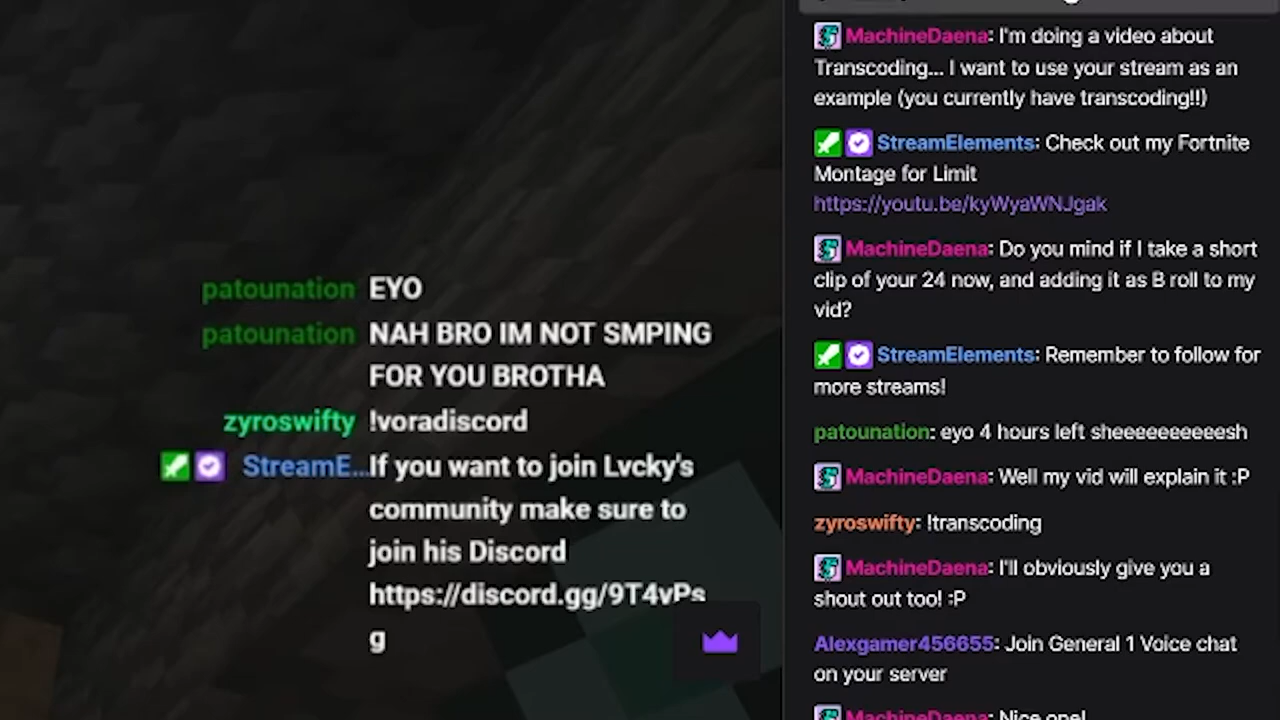 patounation EYO
patounation NAH BRO IM NOT SMPING
FOR YOU BROTHA
zyroswifty !voradiscord
StreamE... If you want to join Lvcky's
community make sure to
join his Discord
https://discord.gg/9T4vPs
g
MachineDaena: I'm doing a video about
Transcoding... I want to use your stream as an
example (you currently have transcoding!!)
StreamElements: Check out my Fortnite
Montage for Limit
https://youtu.be/kyWyaWNJgak
MachineDaena: Do you mind if I take a short
clip of your 24 now, and adding it as B roll to my
vid?
StreamElements: Remember to follow for
more streams!
patounation: eyo 4 hours left sheeeeeeeeeesh
MachineDaena: Well my vid will explain it :P
zyroswifty: !transcoding
MachineDaena: I'll obviously give you a
shout out too! :P
Alexgamer456655: Join General 1 Voice chat
on your server
MachineDaena: Nice one!